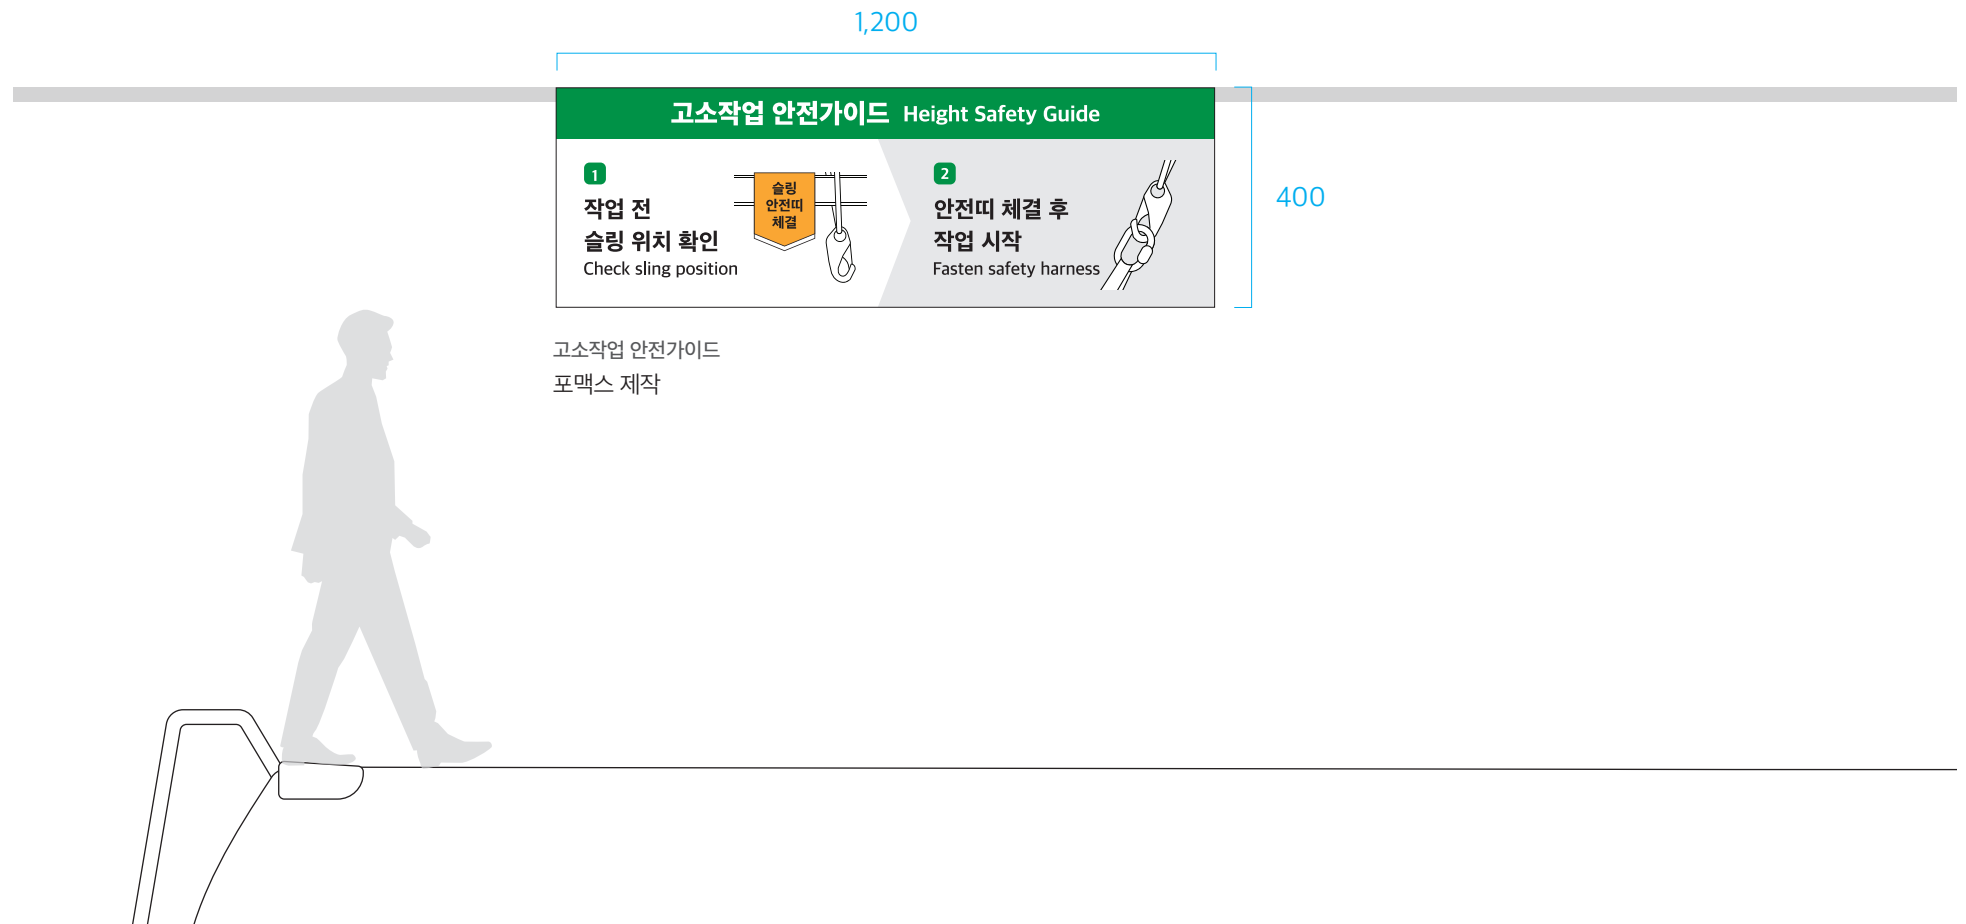 1,200
고소작업 안전가이드 Height Safety Guide
1
작업 전
슬링 위치 확인
Check sling position
슬링
안전띠
체결
2
안전띠 체결 후
작업 시작
Fasten safety harness
400
고소작업 안전가이드
포맥스 제작